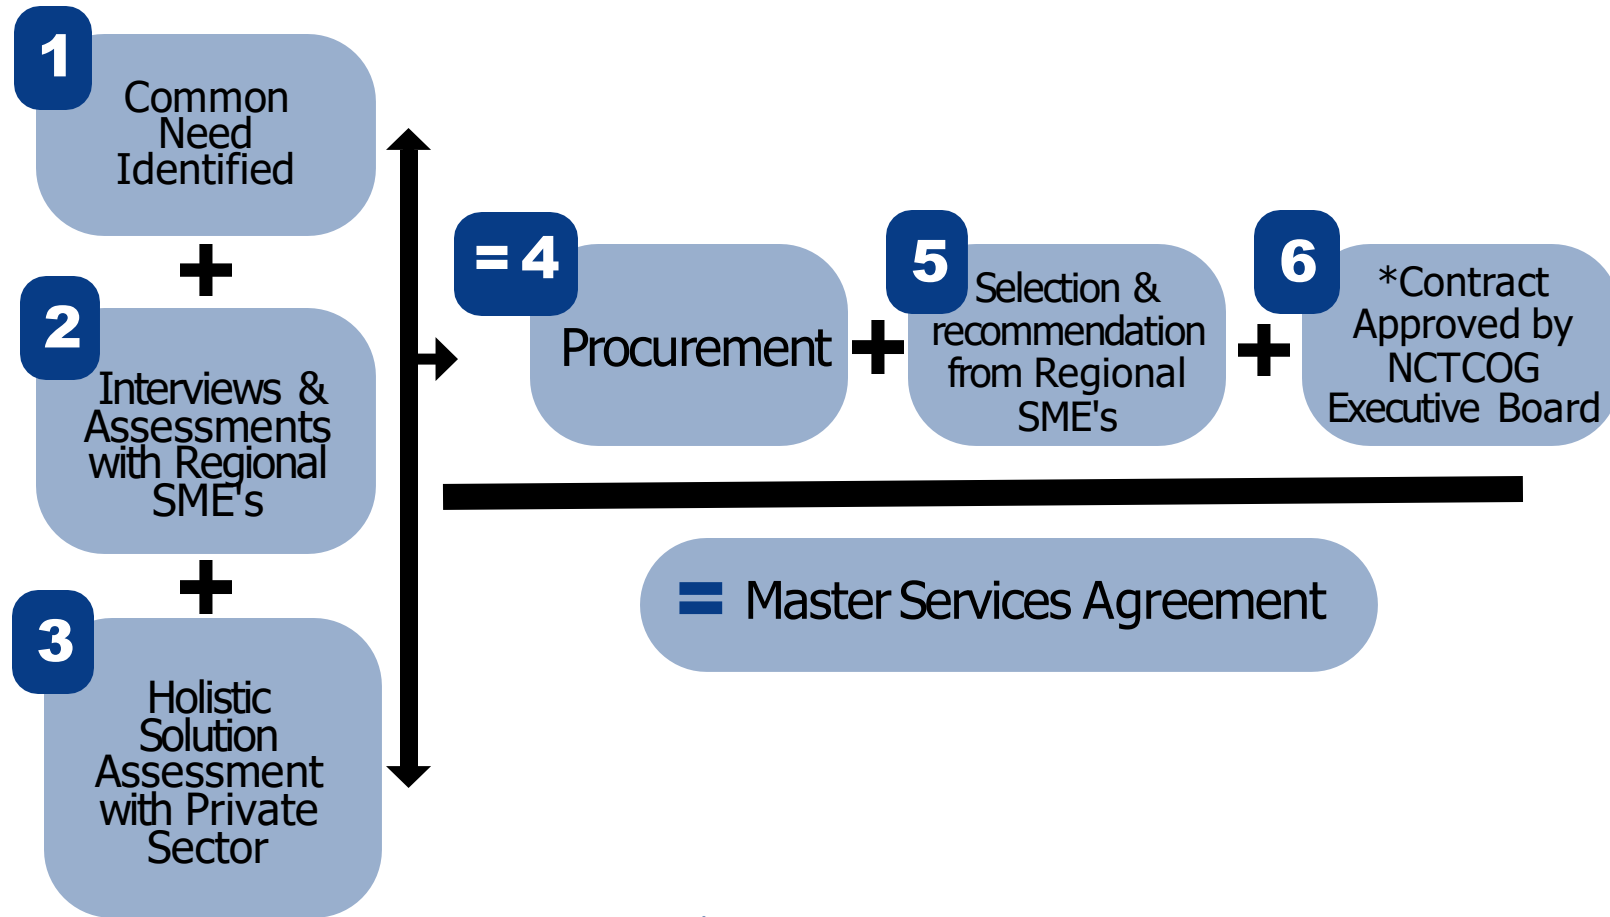 1
Common
Need
Identified
+
2
Interviews &
Assessments
with Regional
SME's
+
3
Holistic
Solution
Assessment
with Private
Sector
= 4
Procurement
+
5
Selection &
recommendation
from Regional
SME's
+
6
*Contract
Approved by
NCTCOG
Executive Board
= Master Services Agreement